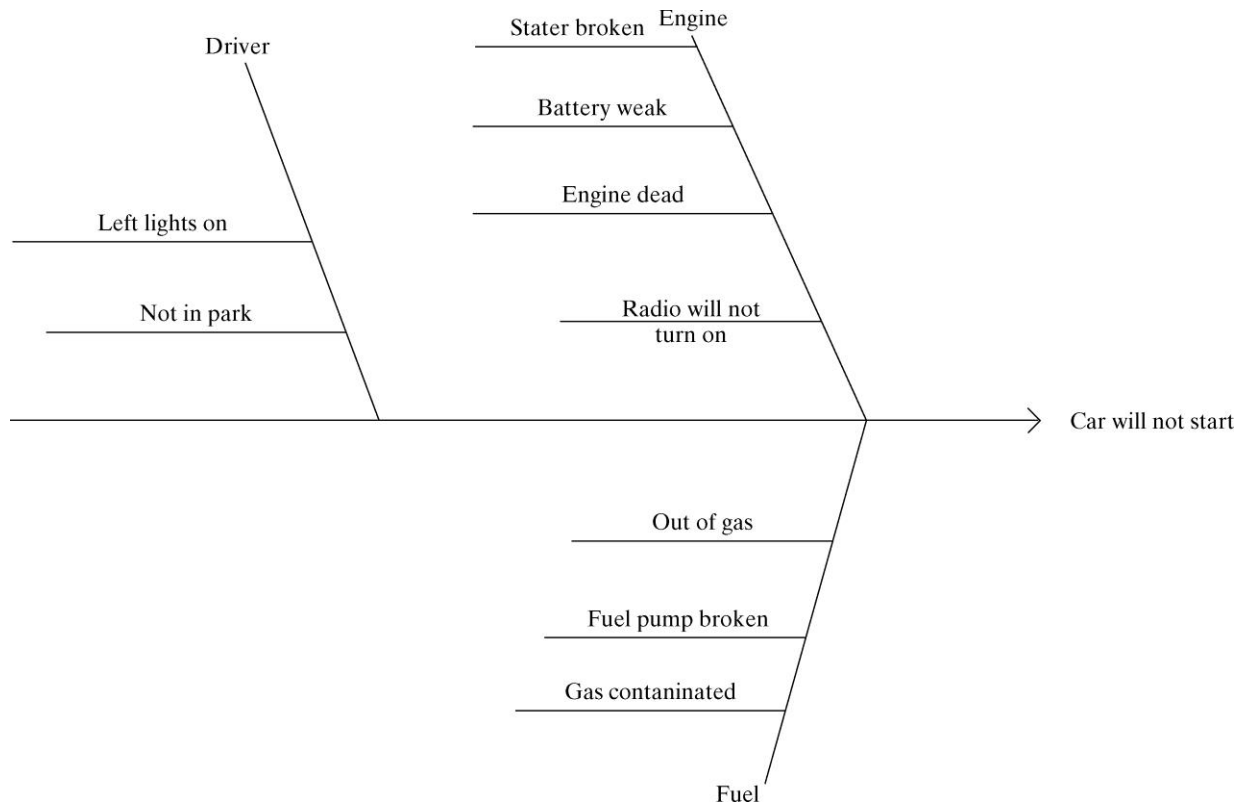 Driver
Left lights on
Not in park
Engine
Stater broken
Battery weak
Engine dead
Radio will not
turn on
Car will not start
Out of gas
Fuel pump broken
Gas contaninated
Fuel